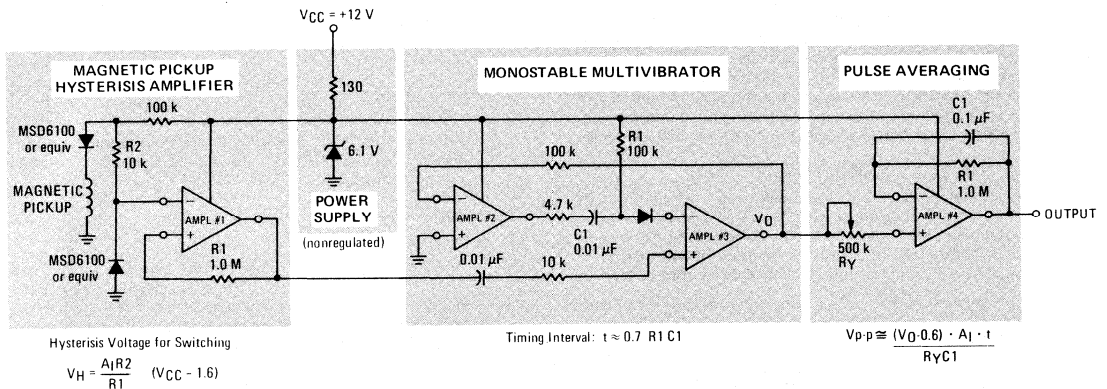 VCC = +12 V
MAGNETIC PICKUP
HYSTERISIS AMPLIFIER
100 k
MSD6100
or equiv
R2
10 k
MAGNETIC
PICKUP
AMPL #1
−
+
R1
1.0 M
MSD6100
or equiv
130
6.1 V
POWER
SUPPLY
(nonregulated)
MONOSTABLE MULTIVIBRATOR
R1
100 k
100 k
−
+
AMPL #2
4.7 k
C1
0.01 µF
0.01 µF
10 k
−
+
AMPL #3
VO
PULSE AVERAGING
C1
0.1 µF
R1
1.0 M
−
+
AMPL #4
500 k
RY
OUTPUT
Hysterisis Voltage for Switching
VH = AIR2/R1 (VCC − 1.6)
Timing Interval: t ≈ 0.7 R1 C1
Vp-p ≅ (VO-0.6) · AI · t / RYC1